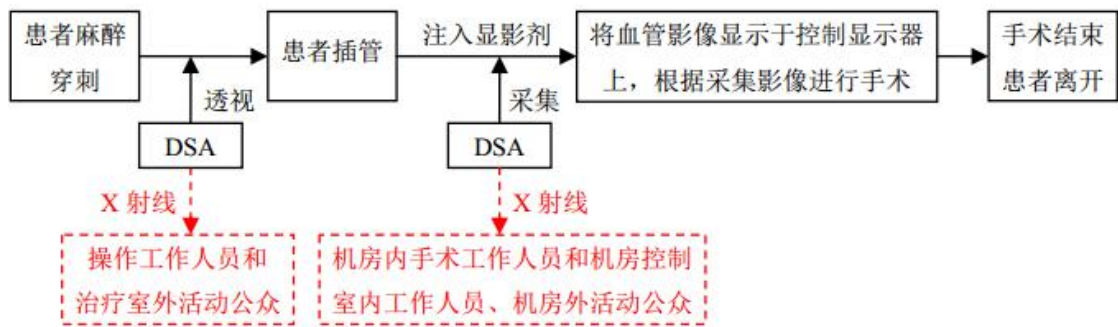 患者麻醉
穿刺
患者插管
注入显影剂
将血管影像显示于控制显示器
上，根据采集影像进行手术
手术结束
患者离开
透视
采集
DSA
DSA
X 射线
X 射线
操作工作人员和
治疗室外活动公众
机房内手术工作人员和机房控制
室内工作人员、机房外活动公众